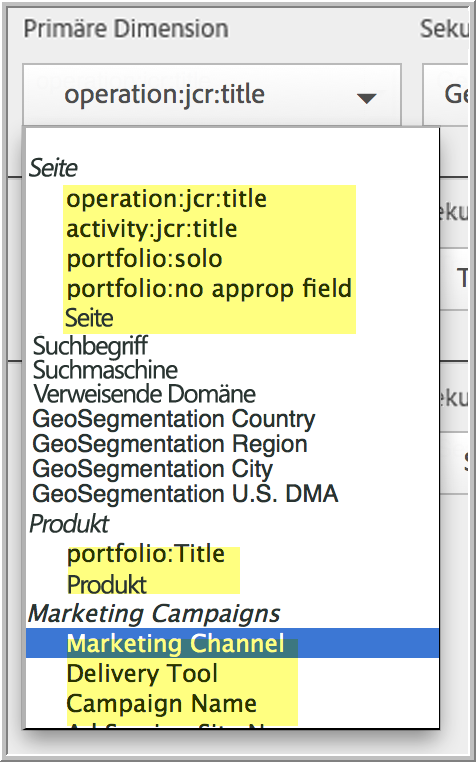 Primäre Dimension
Seku
operation:jcr:title
Ge
Seite
operation:jcr:title
activity:jcr:title
portfolio:solo
portfolio:no approp field
Seite
Suchbegriff
Suchmaschine
Verweisende Domäne
GeoSegmentation Country
GeoSegmentation Region
GeoSegmentation City
GeoSegmentation U.S. DMA
Produkt
portfolio:Title
Produkt
Marketing Campaigns
Marketing Channel
Delivery Tool
Campaign Name
eku
T
eku